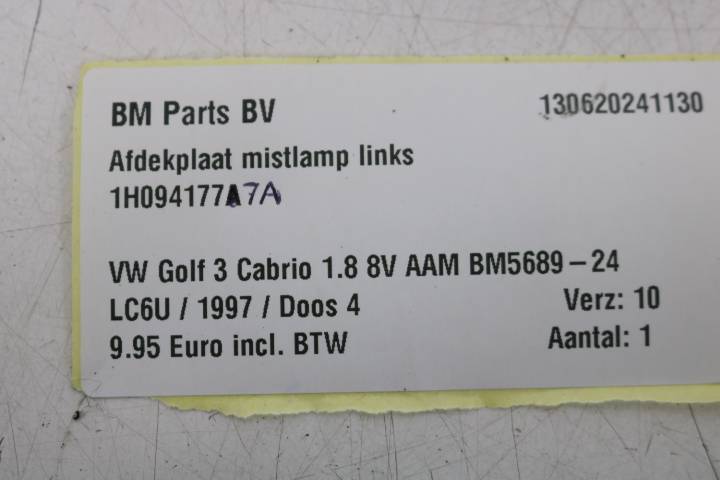 BM Parts BV 130620241130
Afdekplaat mistlamp links
1H094177A7A
VW Golf 3 Cabrio 1.8 8V AAM BM5689-24
LC6U / 1997 / Doos 4 Verz: 10
9.95 Euro incl. BTW Aantal: 1